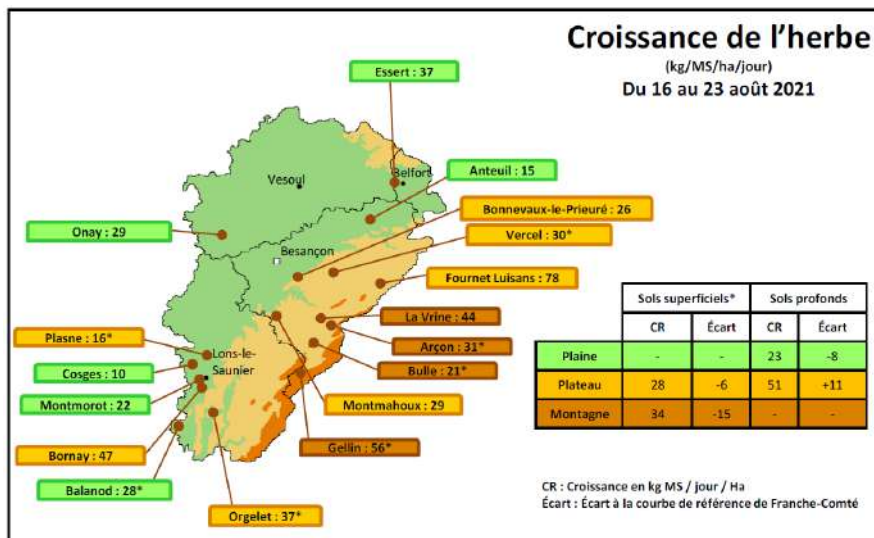 Croissance de l’herbe
(kg/MS/ha/jour)
Du 16 au 23 août 2021
Essert : 37
Anteuil : 15
Bonnevaux-le-Prieuré : 26
Vercel : 30*
Fournet Luisans : 78
La Vrine : 44
Arçon : 31*
Bulle : 21*
Montmahoux : 29
Gellin : 56*
Orgelet : 37*
Balanod : 28*
Bornay : 47
Montmorot : 22
Cosges : 10
Plasne : 16*
Onay : 29
Vesoul
Belfort
Besançon
Lons-le-
Saunier
Sols superficiels* Sols profonds
CR Écart CR Écart
Plaine - - 23 -8
Plateau 28 -6 51 +11
Montagne 34 -15 - -
CR : Croissance en kg MS / jour / Ha
Écart : Écart à la courbe de référence de Franche-Comté